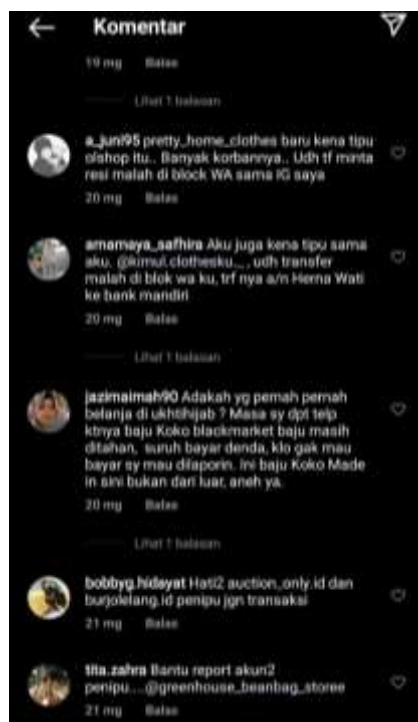 Komentar
19 mg Balas
Lihat 1 balasan
a_juni95 pretty_home_clothes baru kena tipu
olshop itu.. Banyak korbannya.. Udh tf minta
resi malah di block WA sama IG saya
20 mg Balas
amamaya_safhira Aku juga kena tipu sama
aku, @kimul.clothesku._, udh transfer
malah di blok wa ku, trf nya a/n Herna Wati
ke bank mandiri
20 mg Balas
Lihat 1 balasan
jazimaimah90 Adakah yg pernah pernah
belanja di ukhtihijab ? Masa sy dpt telp
ktnya baju Koko blackmarket baju masih
ditahan, suruh bayar denda, klo gak mau
bayar sy mau dilaporin. Ini baju Koko Made
in sini bukan dari luar, aneh ya.
20 mg Balas
Lihat 1 balasan
bobbyg.hidayat Hati2 auction_only.id dan
burjolelang.id penipu jgn transaksi
21 mg Balas
tita.zahra Bantu report akun2
penipu....@greenhouse_beanbag_storee
21 mg Balas